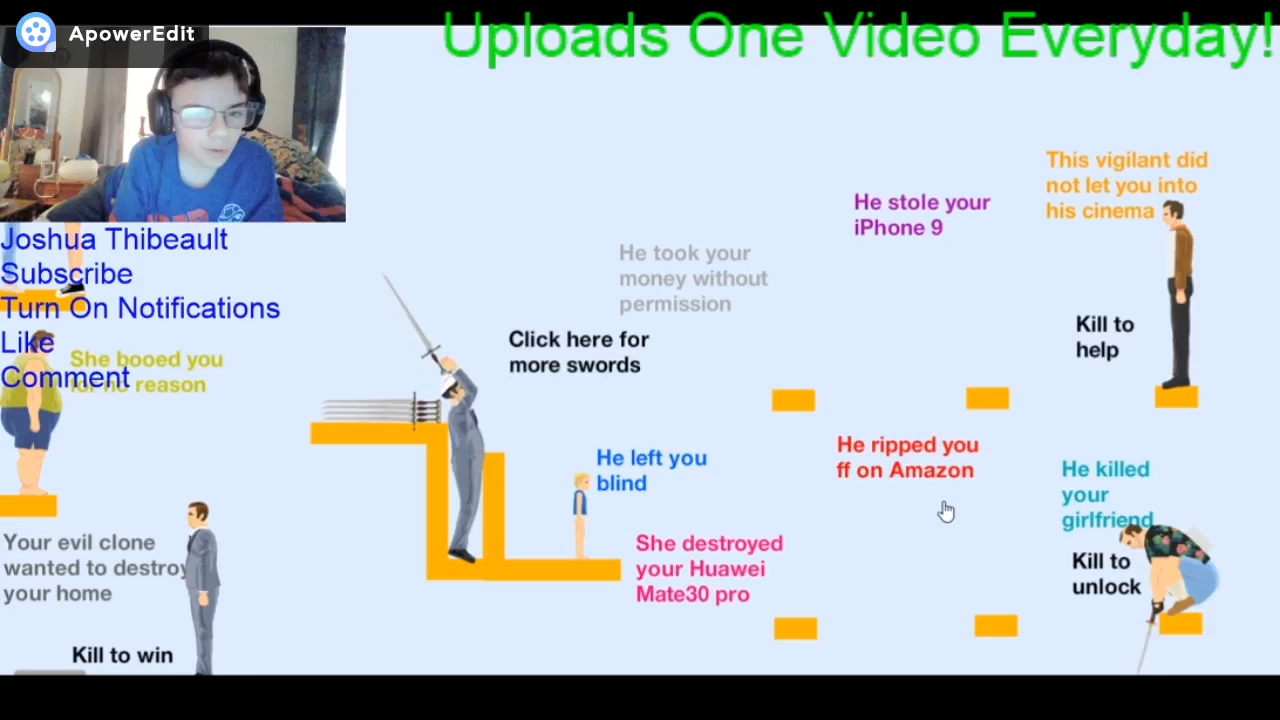 ApowerEdit
Uploads One Video Everyday!
Joshua Thibeault
Subscribe
Turn On Notifications
Like
Comment
She booed you
for no reason
Your evil clone
wanted to destroy
your home
Kill to win
He took your
money without
permission
Click here for
more swords
He left you
blind
She destroyed
your Huawei
Mate30 pro
He stole your
iPhone 9
He ripped you
ff on Amazon
This vigilant did
not let you into
his cinema
Kill to
help
He killed
your
girlfriend
Kill to
unlock